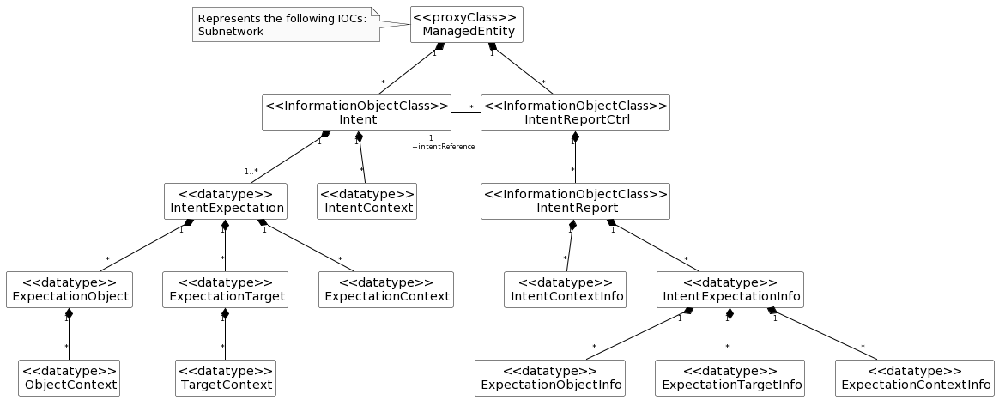 Represents the following IOCs:
Subnetwork
<<proxyClass>>
ManagedEntity
1
1
*
*
<<InformationObjectClass>>
Intent
*
1
+intentReference
<<InformationObjectClass>>
IntentReportCtrl
1
1
1
1..*
*
*
<<datatype>>
IntentExpectation
<<datatype>>
IntentContext
<<InformationObjectClass>>
IntentReport
1
1
1
1
1
*
*
*
*
*
<<datatype>>
ExpectationObject
<<datatype>>
ExpectationTarget
<<datatype>>
ExpectationContext
<<datatype>>
IntentContextInfo
<<datatype>>
IntentExpectationInfo
1
1
1
1
1
*
*
*
*
*
<<datatype>>
ObjectContext
<<datatype>>
TargetContext
<<datatype>>
ExpectationObjectInfo
<<datatype>>
ExpectationTargetInfo
<<datatype>>
ExpectationContextInfo